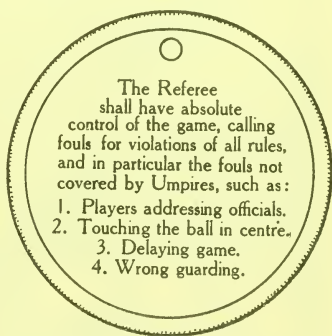 The Referee
shall have absolute
control of the game, calling
fouls for violations of all rules,
and in particular the fouls not
covered by Umpires, such as:
1. Players addressing officials.
2. Touching the ball in centre.
3. Delaying game.
4. Wrong guarding.